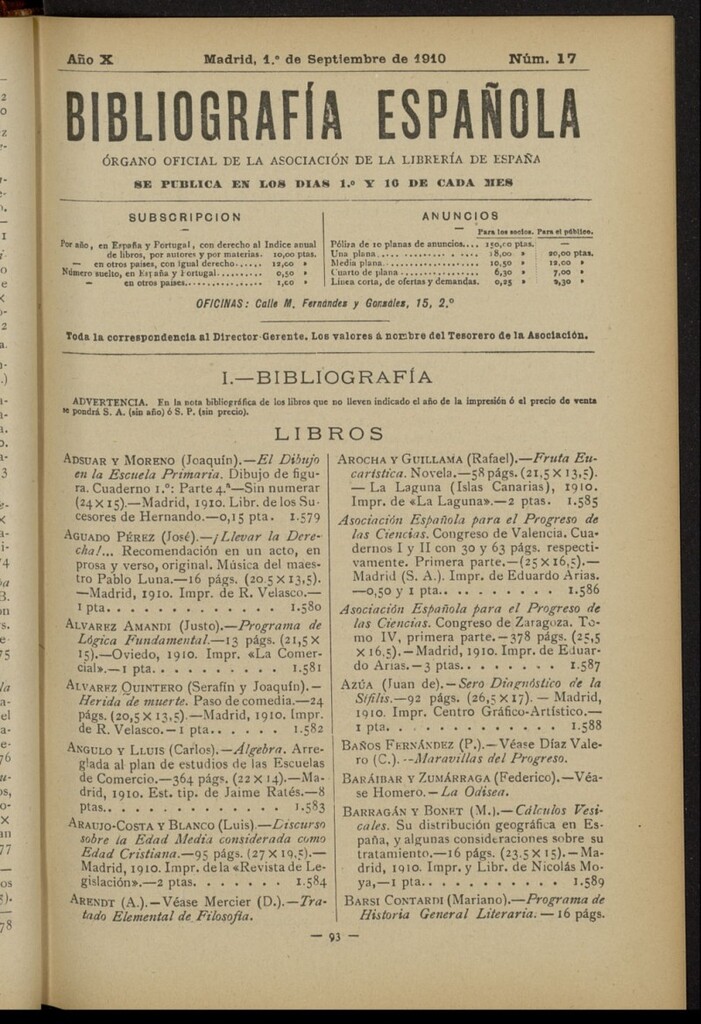 Año X Madrid, 1.º de Septiembre de 1910 Núm. 17
BIBLIOGRAFÍA ESPAÑOLA
ÓRGANO OFICIAL DE LA ASOCIACIÓN DE LA LIBRERÍA DE ESPAÑA
SE PUBLICA EN LOS DIAS 1.º Y 16 DE CADA MES
SUBSCRIPCION
Por año, en España y Portugal, con derecho al Indice anual
de libros, por autores y por materias. 10,00 ptas.
— en otros países, con igual derecho...... 12,00 »
Número suelto, en España y Portugal......... 0,50 »
— en otros países............... 1,00 »
ANUNCIOS
Para los socios. Para el público.
Póliza de 10 planas de anuncios.... 150,00 ptas. —
Una plana.................... 18,00 » 20,00 ptas.
Media plana.................... 10,50 » 12,00 »
Cuarto de plana................. 6,30 » 7,00 »
Línea corta, de ofertas y demandas. 0,25 » 0,30 »
OFICINAS: Calle M. Fernández y González, 15, 2.º
Toda la correspondencia al Director-Gerente. Los valores á nombre del Tesorero de la Asociación.
I.—BIBLIOGRAFÍA
ADVERTENCIA. En la nota bibliográfica de los libros que no lleven indicado el año de la impresión ó el precio de venta
se pondrá S. A. (sin año) ó S. P. (sin precio).
LIBROS
ADSUAR Y MORENO (Joaquín).—El Dibujo
en la Escuela Primaria. Dibujo de figu-
ra. Cuaderno 1.º: Parte 4.ª—Sin numerar
(24 X 15).—Madrid, 1910. Libr. de los Su-
cesores de Hernando.—0,15 pta. 1.579
AGUADO PÉREZ (José).—¡Llevar la Dere-
cha!... Recomendación en un acto, en
prosa y verso, original. Música del maes-
tro Pablo Luna.—16 págs. (20.5 X 13,5).
—Madrid, 1910. Impr. de R. Velasco.—
1 pta. . . . . . . . . . . . 1.580
ALVAREZ AMANDI (Justo).—Programa de
Lógica Fundamental.—13 págs. (21,5 X
15).—Oviedo, 1910. Impr. «La Comer-
cial».—1 pta. . . . . . . . . 1.581
ALVAREZ QUINTERO (Serafín y Joaquín).—
Herida de muerte. Paso de comedia.—24
págs. (20,5 X 13,5).—Madrid, 1910. Impr.
de R. Velasco.—1 pta. . . . . 1.582
ANGULO Y LLUIS (Carlos).—Algebra. Arre-
glada al plan de estudios de las Escuelas
de Comercio.—364 págs. (22 X 14).—Ma-
drid, 1910. Est. tip. de Jaime Ratés.—8
ptas. . . . . . . . . . . . 1.583
ARAUJO-COSTA Y BLANCO (Luis).—Discurso
sobre la Edad Media considerada como
Edad Cristiana.—95 págs. (27 X 19,5).—
Madrid, 1910. Impr. de la «Revista de Le-
gislación».—2 ptas. . . . . . . 1.584
ARENDT (A.).—Véase Mercier (D.).—Tra-
tado Elemental de Filosofía.
AROCHA Y GUILLAMA (Rafael).—Fruta Eu-
carística. Novela.—58 págs. (21,5 X 13,5).
— La Laguna (Islas Canarias), 1910.
Impr. de «La Laguna».—2 ptas. 1.585
Asociación Española para el Progreso de
las Ciencias. Congreso de Valencia. Cua-
dernos I y II con 30 y 63 págs. respecti-
vamente. Primera parte.—(25 X 16,5).—
Madrid (S. A.). Impr. de Eduardo Arias.
—0,50 y 1 pta. . . . . . . . . 1.586
Asociación Española para el Progreso de
las Ciencias. Congreso de Zaragoza. To-
mo IV, primera parte.—378 págs. (25,5
X 16,5).—Madrid, 1910. Impr. de Eduar-
do Arias.—3 ptas. . . . . . . 1.587
AZÚA (Juan de).—Sero Diagnóstico de la
Sífilis.—92 págs. (26,5 X 17). — Madrid,
1910. Impr. Centro Gráfico-Artístico.—
1 pta. . . . . . . . . . . . 1.588
BAÑOS FERNÁNDEZ (P.).—Véase Díaz Vale-
ro (C.).—Maravillas del Progreso.
BARÁIBAR Y ZUMÁRRAGA (Federico).—Véa-
se Homero.—La Odisea.
BARRAGÁN Y BONET (M.).—Cálculos Vesi-
cales. Su distribución geográfica en Es-
paña, y algunas consideraciones sobre su
tratamiento.—16 págs. (23.5 X 15).—Ma-
drid, 1910. Impr. y Libr. de Nicolás Mo-
ya,—1 pta. . . . . . . . . . 1.589
BARSI CONTARDI (Mariano).—Programa de
Historia General Literaria. — 16 págs.
— 93 —